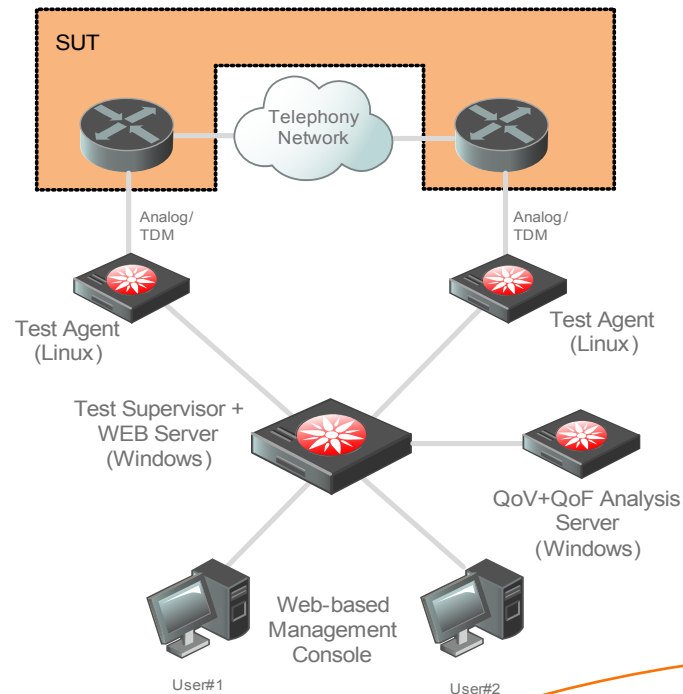 SUT
Telephony
Network
Analog/
TDM
Analog/
TDM
Test Agent
(Linux)
Test Agent
(Linux)
Test Supervisor +
WEB Server
(Windows)
QoV+QoF Analysis
Server
(Windows)
Web-based
Management
Console
User#1
User#2